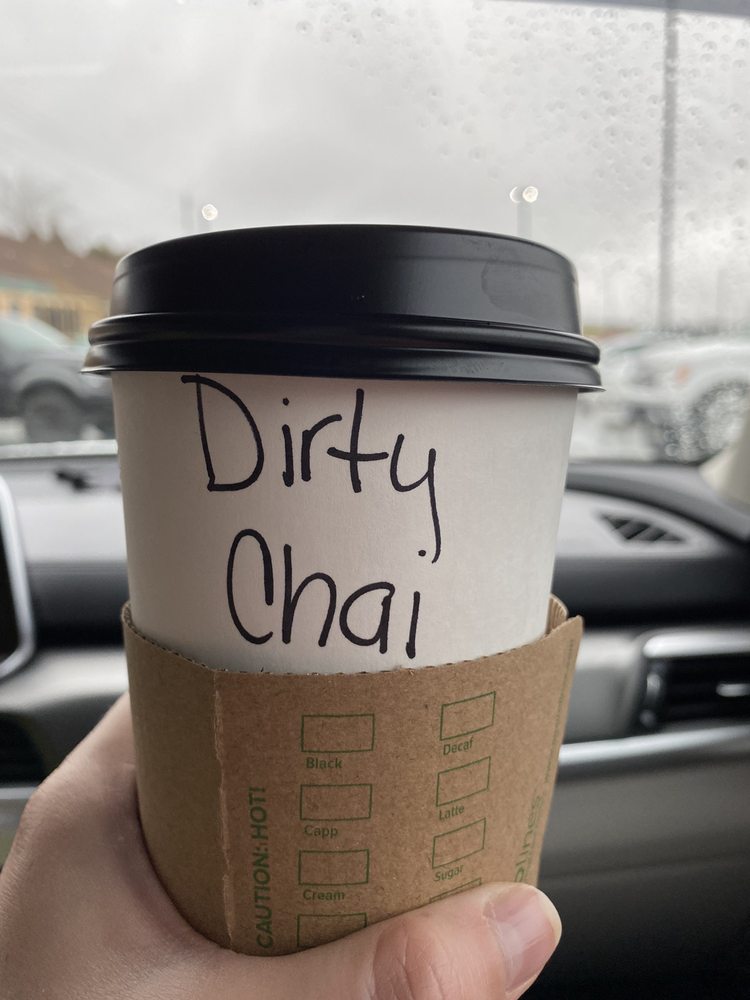 Dirty
Chai
CAUTION: HOT!
Black
Capp
Cream
Decaf
Latte
Sugar